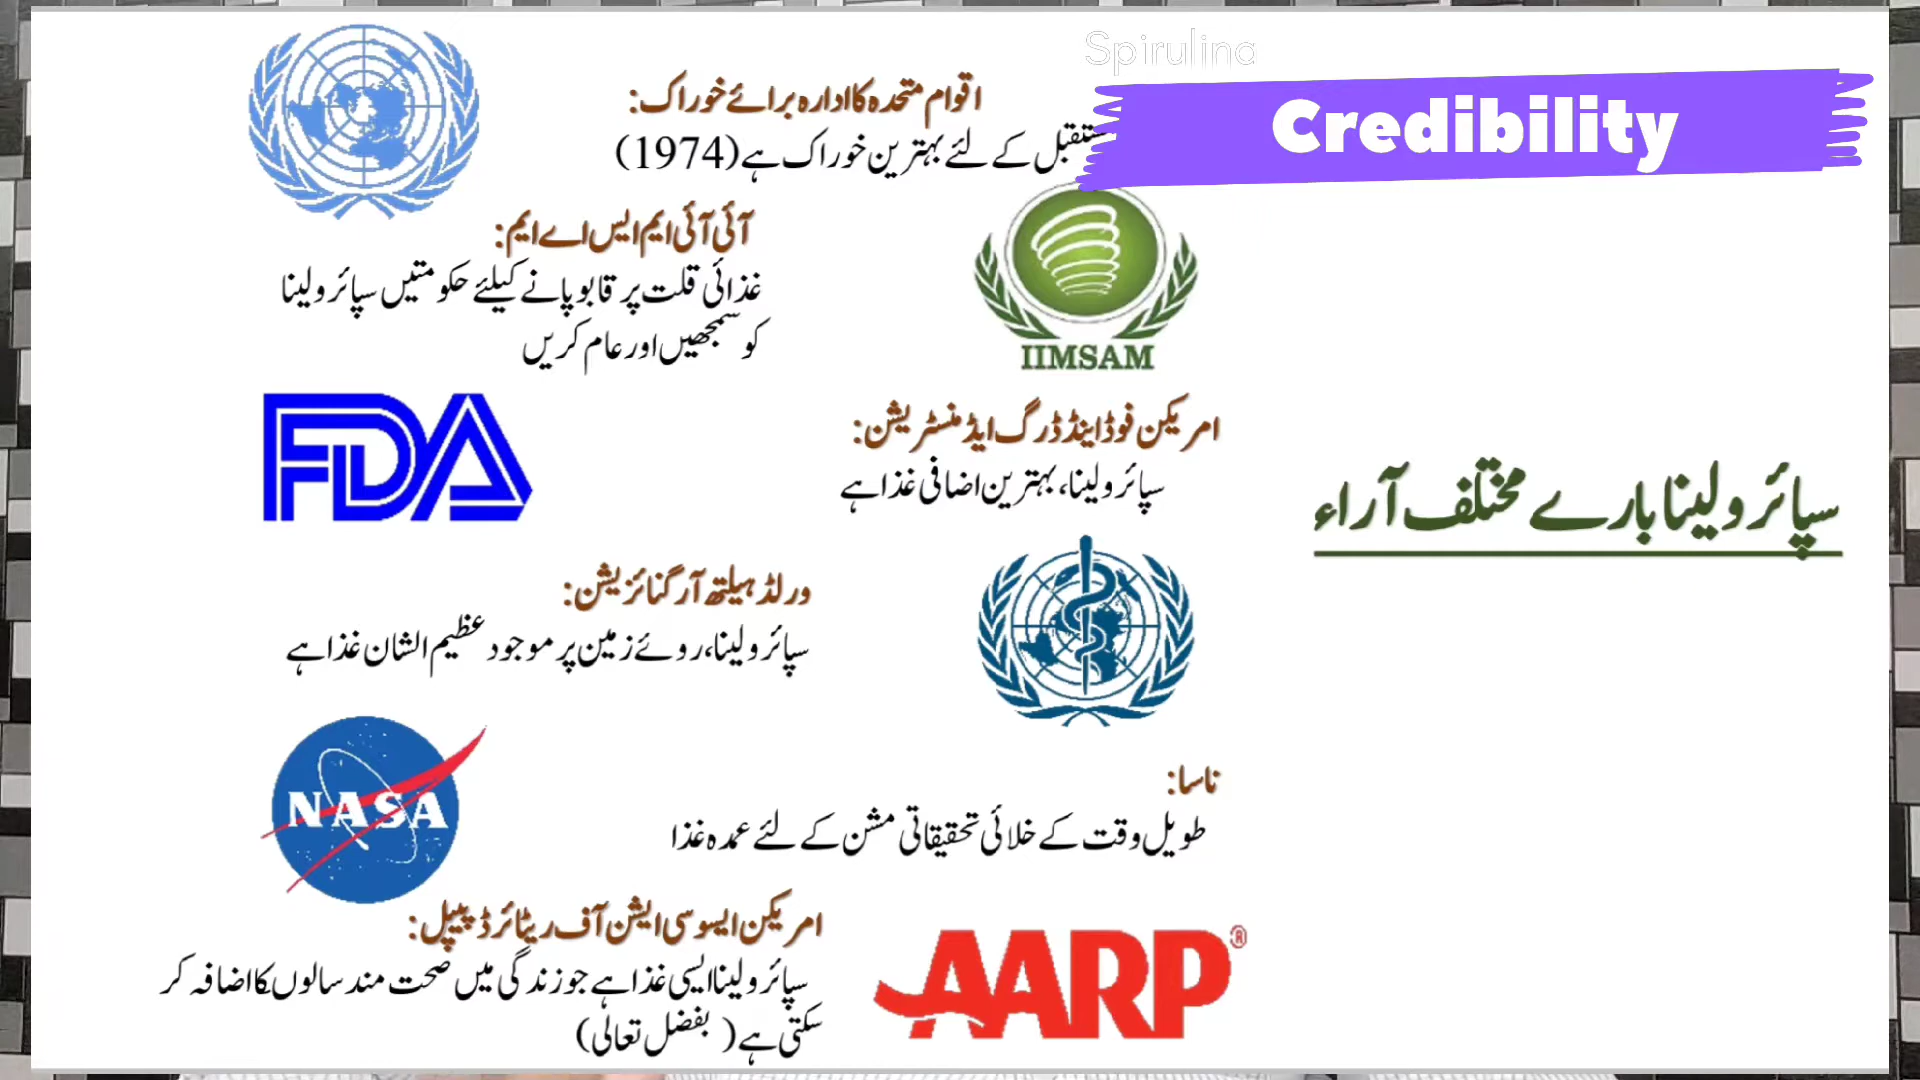 Spirulina
Credibility
اقوام متحدہ کا ادارہ برائے خوراک:
کے لئے بہترین خوراک ہے (1974)
آئی آئی ایم ایس اے ایم:
غذائی قلت پر قابو پانے کیلئے حکومتیں سپائرولینا
کو سمجھیں اور عام کریں
IIMSAM
FDA
امریکن فوڈ اینڈ ڈرگ ایڈمنسٹریشن:
سپائرولینا، بہترین اضافی غذا ہے
سپائرولینا بارے مختلف آراء
ورلڈ ہیلتھ آرگنائزیشن:
سپائرولینا، روئے زمین پر موجود عظیم الشان غذا ہے
NASA
ناسا:
طویل وقت کے خلائی تحقیقاتی مشن کے لئے عمدہ غذا
امریکن ایسوسی ایشن آف ریٹائرڈ پیپل:
سپائرولینا ایسی غذا ہے جو زندگی میں صحت مند سالوں کا اضافہ کر
سکتی ہے (بفضل تعالی)
AARP®